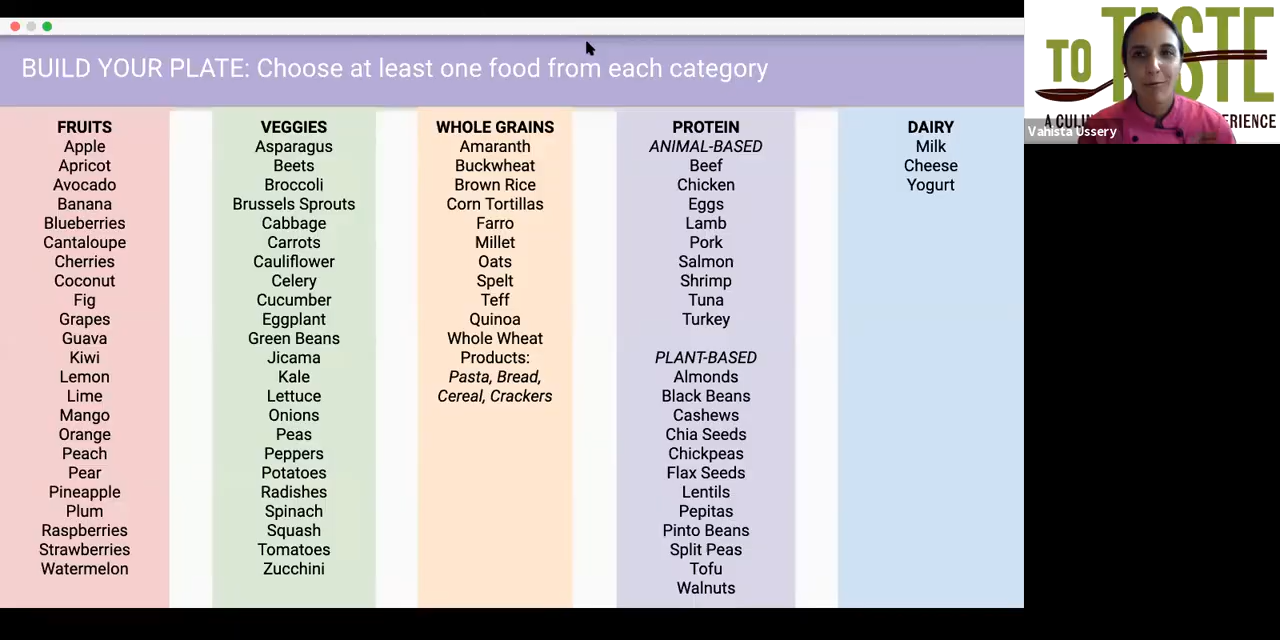 BUILD YOUR PLATE: Choose at least one food from each category
FRUITS
Apple
Apricot
Avocado
Banana
Blueberries
Cantaloupe
Cherries
Coconut
Fig
Grapes
Guava
Kiwi
Lemon
Lime
Mango
Orange
Peach
Pear
Pineapple
Plum
Raspberries
Strawberries
Watermelon
VEGGIES
Asparagus
Beets
Broccoli
Brussels Sprouts
Cabbage
Carrots
Cauliflower
Celery
Cucumber
Eggplant
Green Beans
Jicama
Kale
Lettuce
Onions
Peas
Peppers
Potatoes
Radishes
Spinach
Squash
Tomatoes
Zucchini
WHOLE GRAINS
Amaranth
Buckwheat
Brown Rice
Corn Tortillas
Farro
Millet
Oats
Spelt
Teff
Quinoa
Whole Wheat
Products:
Pasta, Bread,
Cereal, Crackers
PROTEIN
ANIMAL-BASED
Beef
Chicken
Eggs
Lamb
Pork
Salmon
Shrimp
Tuna
Turkey
PLANT-BASED
Almonds
Black Beans
Cashews
Chia Seeds
Chickpeas
Flax Seeds
Lentils
Pepitas
Pinto Beans
Split Peas
Tofu
Walnuts
DAIRY
Milk
Cheese
Yogurt
TO TASTE
A
Vahista Ussery